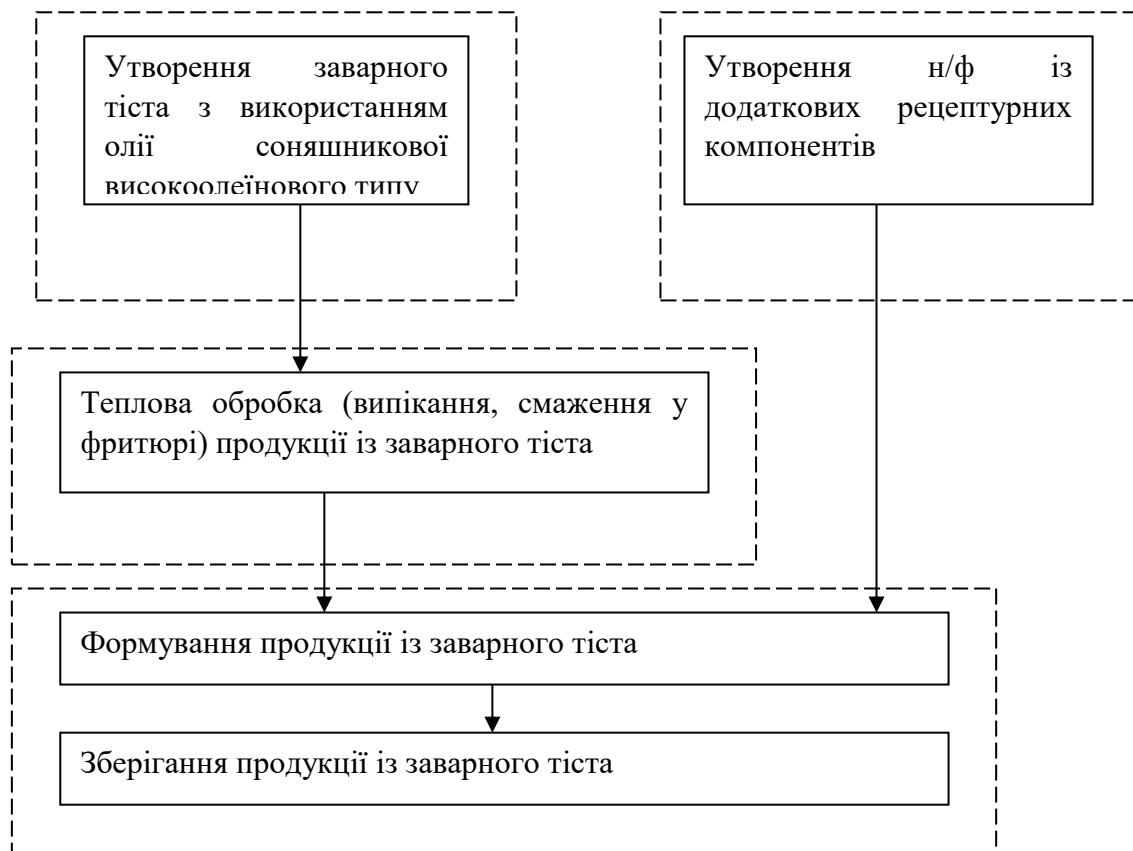 Утворення заварного
тіста з використанням
олії соняшникової
високоолеїнового типу
Утворення н/ф із
додаткових рецептурних
компонентів
Теплова обробка (випікання, смаження у
фритюрі) продукції із заварного тіста
Формування продукції із заварного тіста
Зберігання продукції із заварного тіста